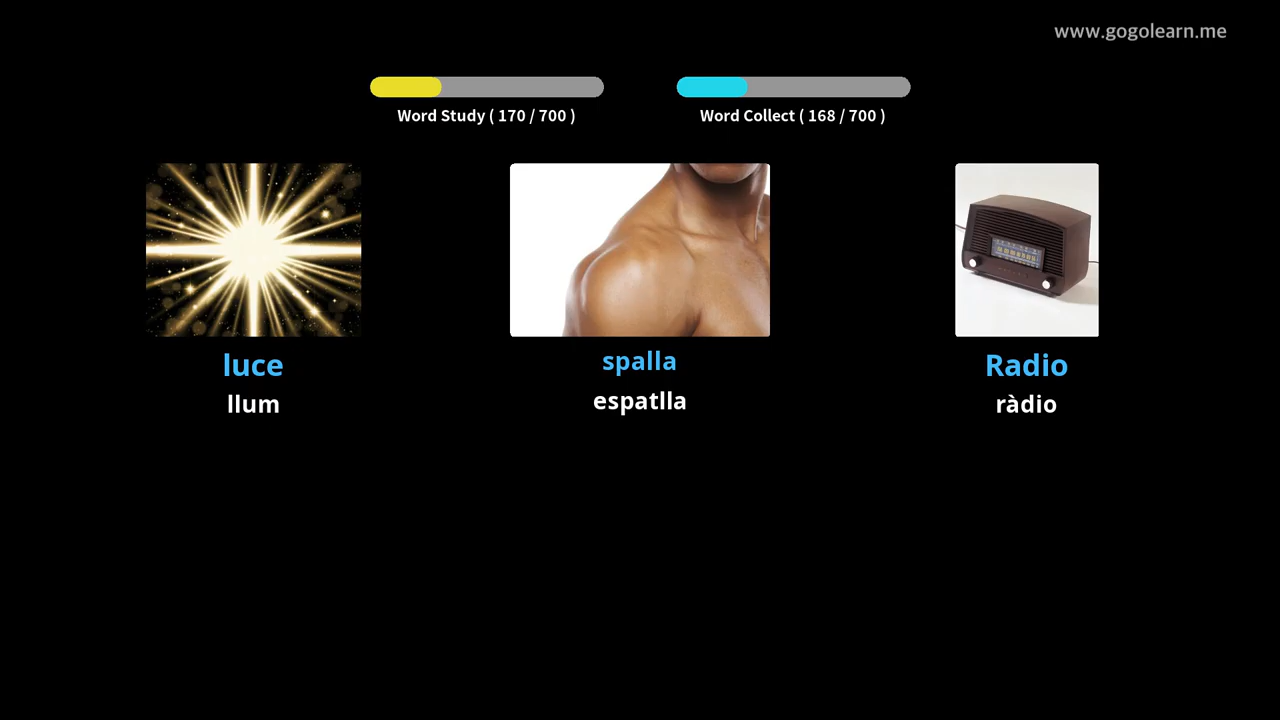 www.gogolearn.me
Word Study ( 170 / 700 )
Word Collect ( 168 / 700 )
luce
llum
spalla
espatlla
Radio
ràdio